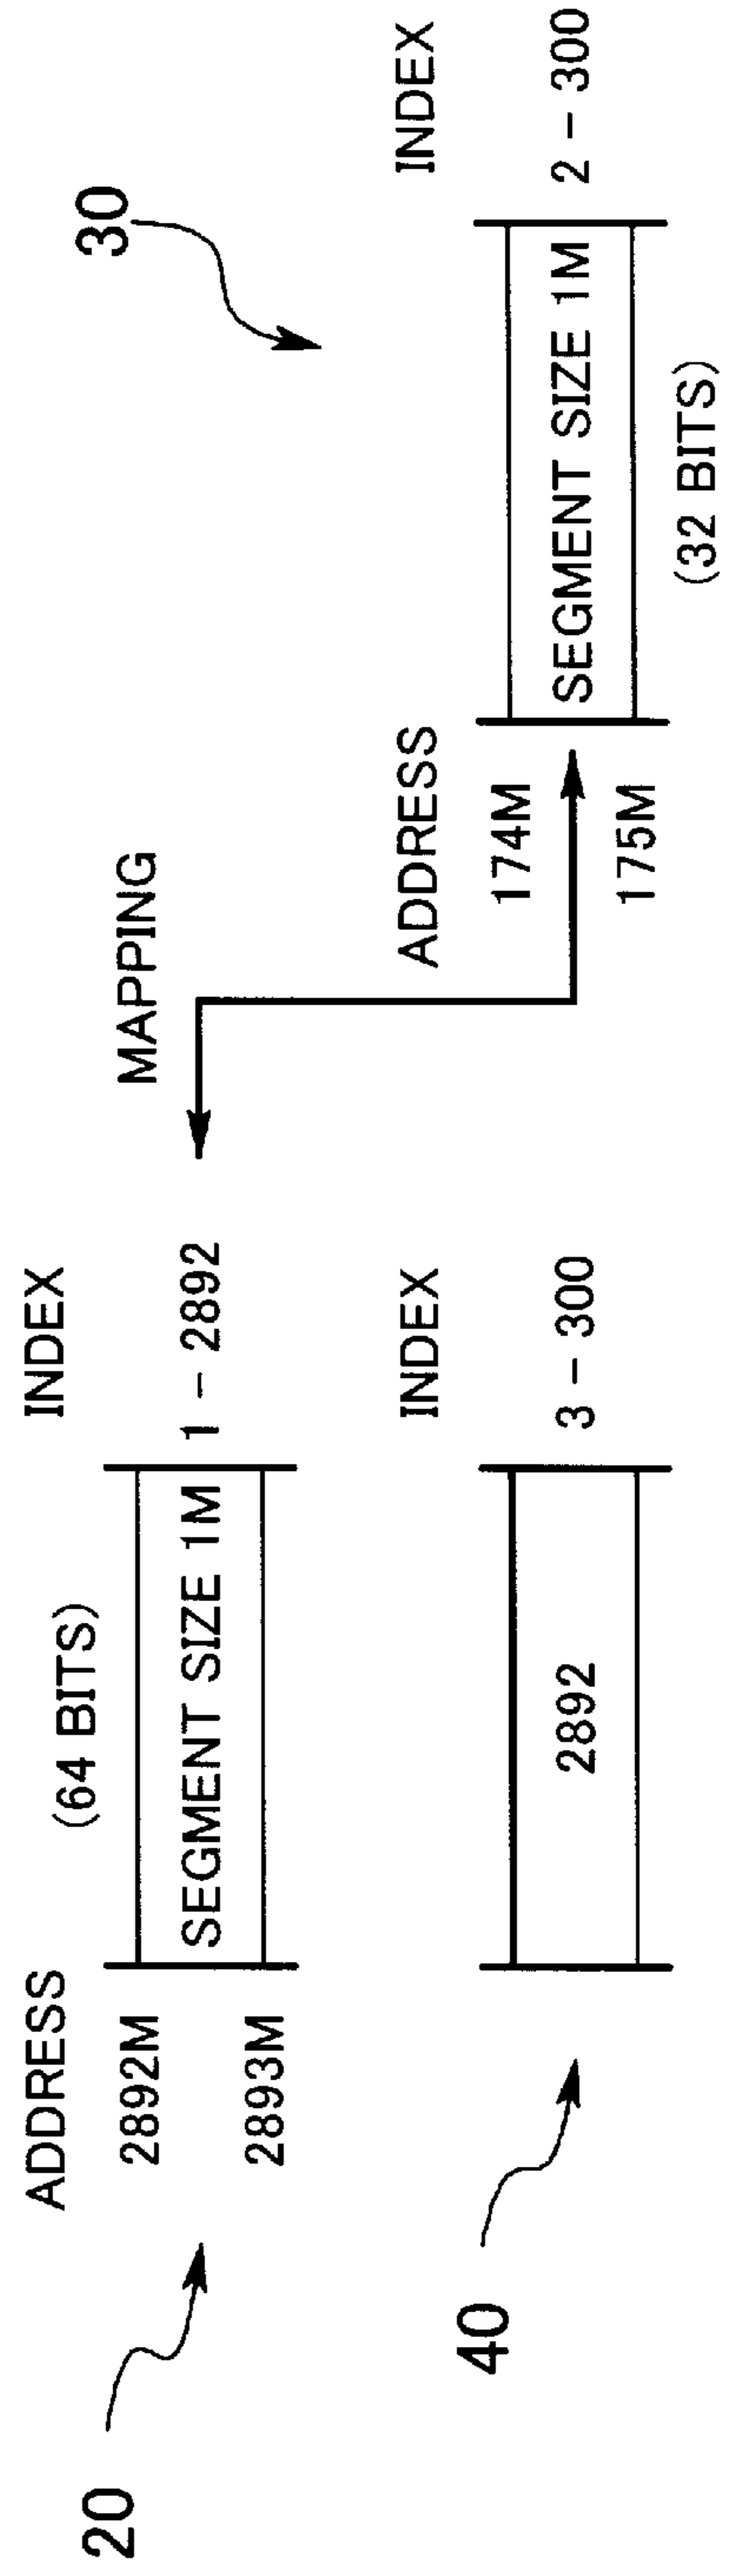 20
ADDRESS
2892M
2893M
(64 BITS)
SEGMENT SIZE 1M
INDEX
1 – 2892
MAPPING
30
40
2892
INDEX
3 – 300
ADDRESS
174M
175M
SEGMENT SIZE 1M
(32 BITS)
INDEX
2 – 300